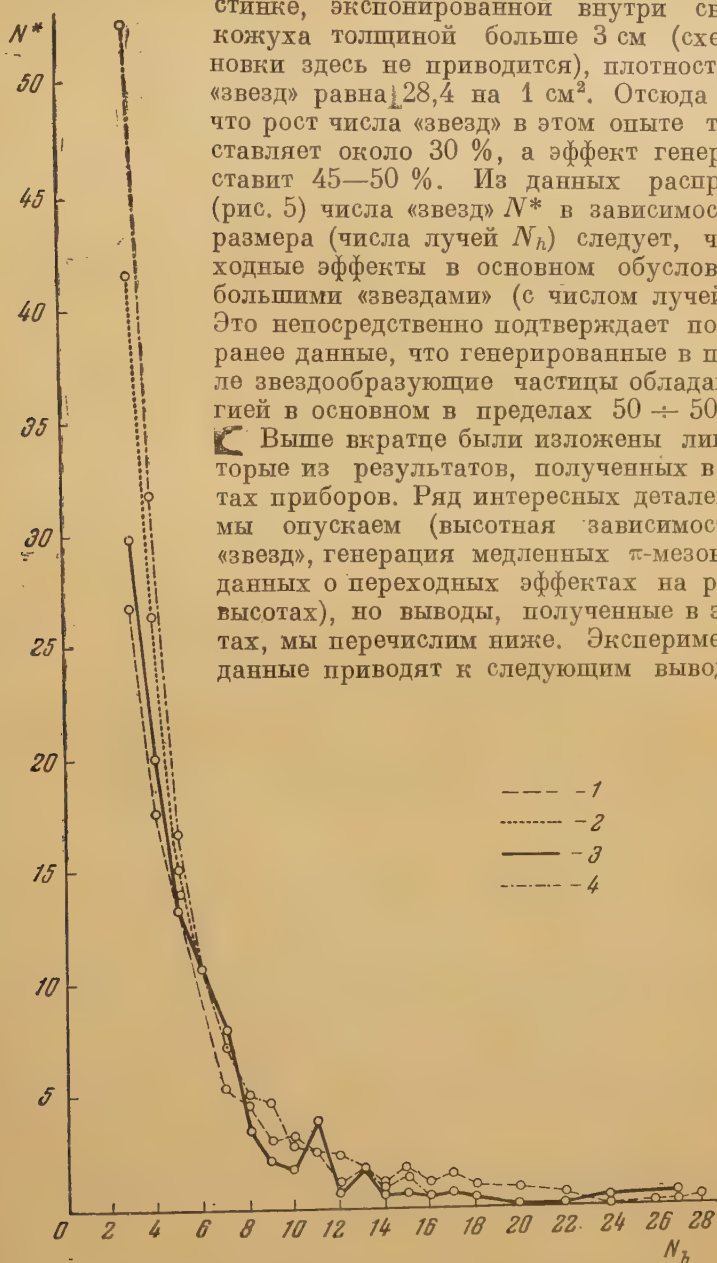 стинке, экспонированной внутри св
кожуха толщиной больше 3 см (схе
новки здесь не приводится), плотност
«звезд» равна 28,4 на 1 см². Отсюда
что рост числа «звезд» в этом опыте т
ставляет около 30 %, а эффект генер
ставит 45—50 %. Из данных распр
(рис. 5) числа «звезд» N* в зависимос
размера (числа лучей N_h) следует, ч
ходные эффекты в основном обуслов
большими «звездами» (с числом лучей
Это непосредственно подтверждает по
ранее данные, что генерированные в п
ле звездообразующие частицы облада
гией в основном в пределах 50 ÷ 50
Выше вкратце были изложены ли
торые из результатов, полученных в
тах приборов. Ряд интересных детале
мы опускаем (высотная зависимос
«звезд», генерация медленных π-мезо
данных о переходных эффектах на р
высотах), но выводы, полученные в э
тах, мы перечислим ниже. Эксперимe
данные приводят к следующим вывод
N*
50
45
40
35
30
25
20
15
10
5
- 1
- 2
- 3
- 4
0 2 4 6 8 10 12 14 16 18 20 22 24 26 28
N_h